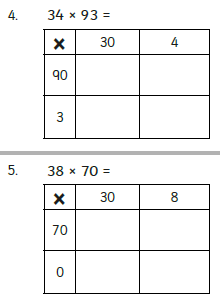 4. 34 × 93 =
× 30 4
90
3
5. 38 × 70 =
× 30 8
70
0